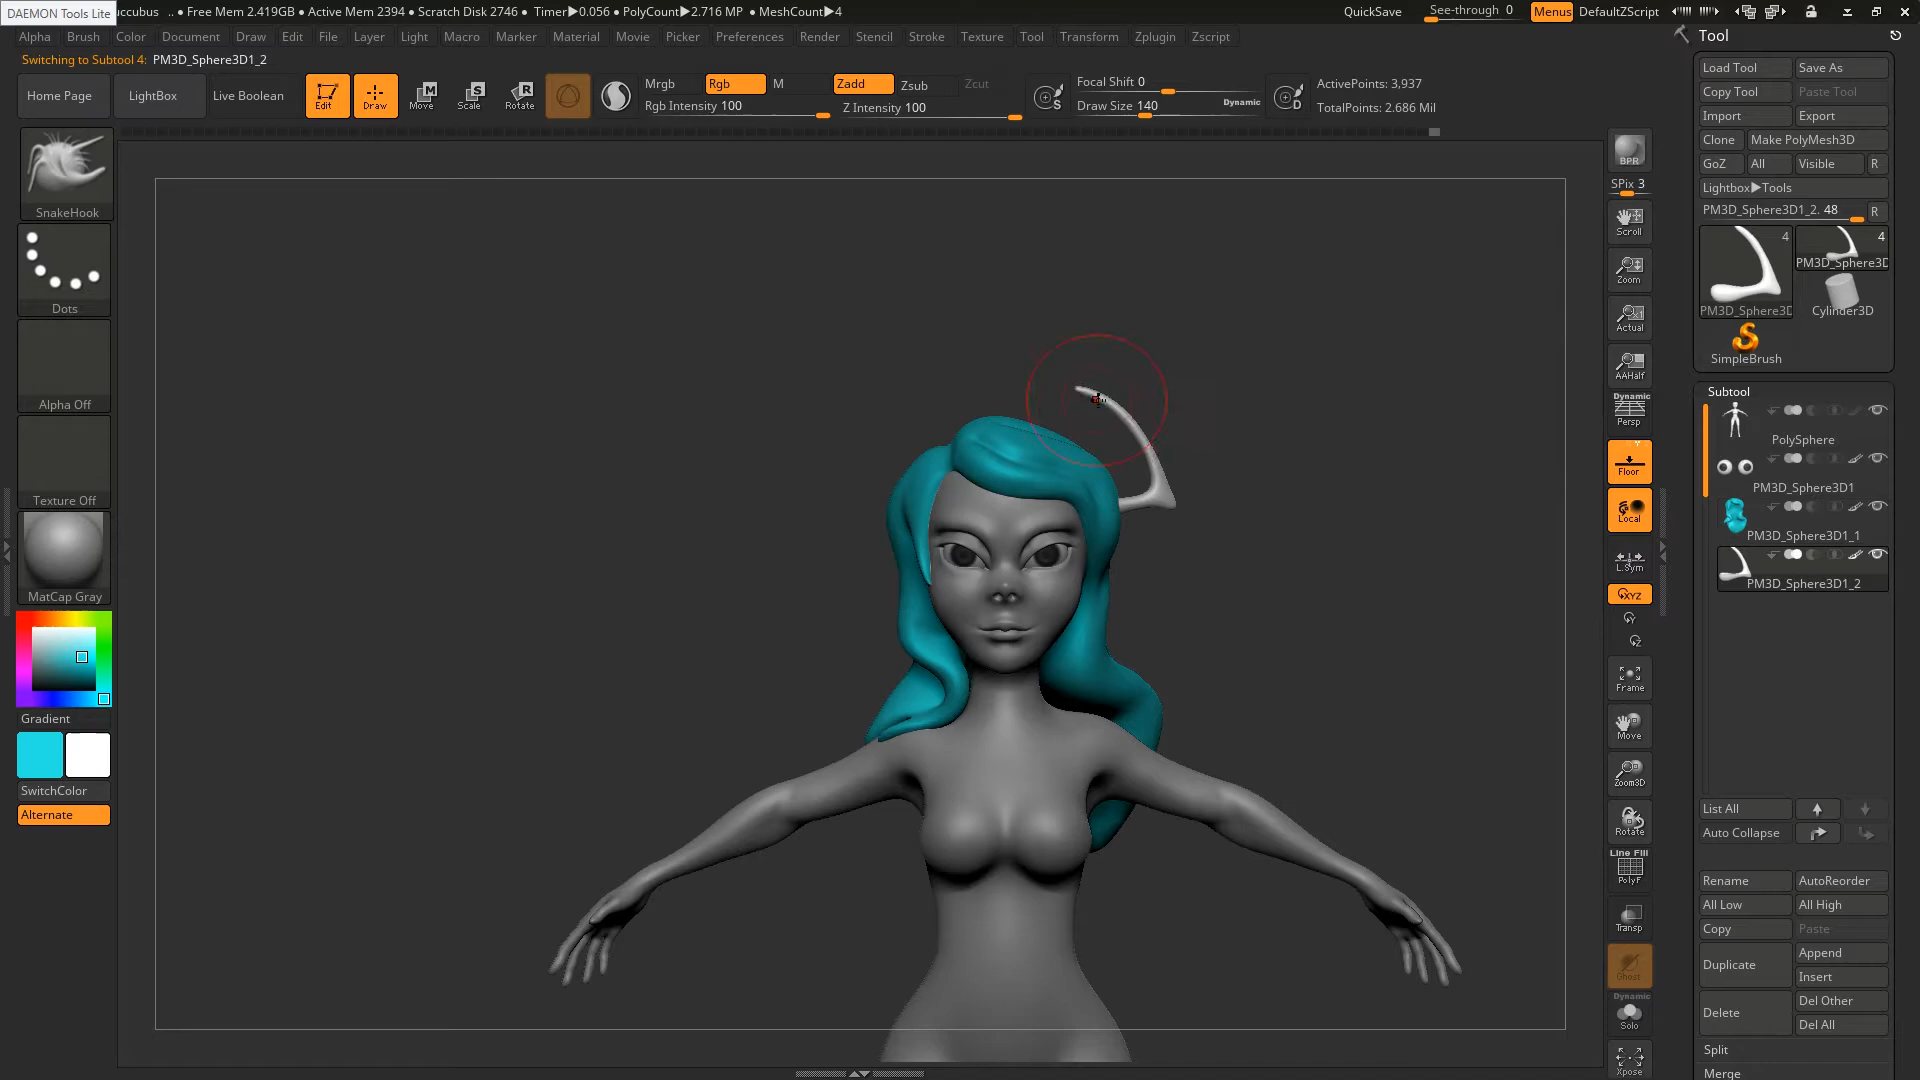 DAEMON Tools Lite
ccubus .. ● Free Mem 2.419GB ● Active Mem 2394 ● Scratch Disk 2746 ● Timer▶0.056 ● PolyCount▶2.716 MP ● MeshCount▶4
QuickSave
See-through 0
Menus
DefaultZScript
Alpha Brush Color Document Draw Edit File Layer Light Macro Marker Material Movie Picker Preferences Render Stencil Stroke Texture Tool Transform Zplugin Zscript
Switching to Subtool 4: PM3D_Sphere3D1_2
Home Page
LightBox
Live Boolean
Edit
Draw
Move
Scale
Rotate
Mrgb Rgb M
Rgb Intensity 100
Zadd Zsub Zcut
Z Intensity 100
Focal Shift 0
Draw Size 140
Dynamic
ActivePoints: 3,937
TotalPoints: 2.686 Mil
SnakeHook
Dots
Alpha Off
Texture Off
MatCap Gray
Gradient
SwitchColor
Alternate
BPR
SPix 3
Scroll
Zoom
Actual
AAHalf
Dynamic
Persp
Floor
Local
L.Sym
XYZ
Y
Z
Frame
Move
Zoom3D
Rotate
Line Fill
PolyF
Transp
Ghost
Dynamic
Solo
Xpose
Tool
Load Tool
Save As
Copy Tool
Paste Tool
Import
Export
Clone
Make PolyMesh3D
GoZ
All
Visible
R
Lightbox▶Tools
PM3D_Sphere3D1_2. 48
R
4
4
PM3D_Sphere3D
PM3D_Sphere3D
Cylinder3D
SimpleBrush
Subtool
PolySphere
PM3D_Sphere3D1
PM3D_Sphere3D1_1
PM3D_Sphere3D1_2
List All
Auto Collapse
Rename
AutoReorder
All Low
All High
Copy
Paste
Duplicate
Append
Insert
Delete
Del Other
Del All
Split
Merge